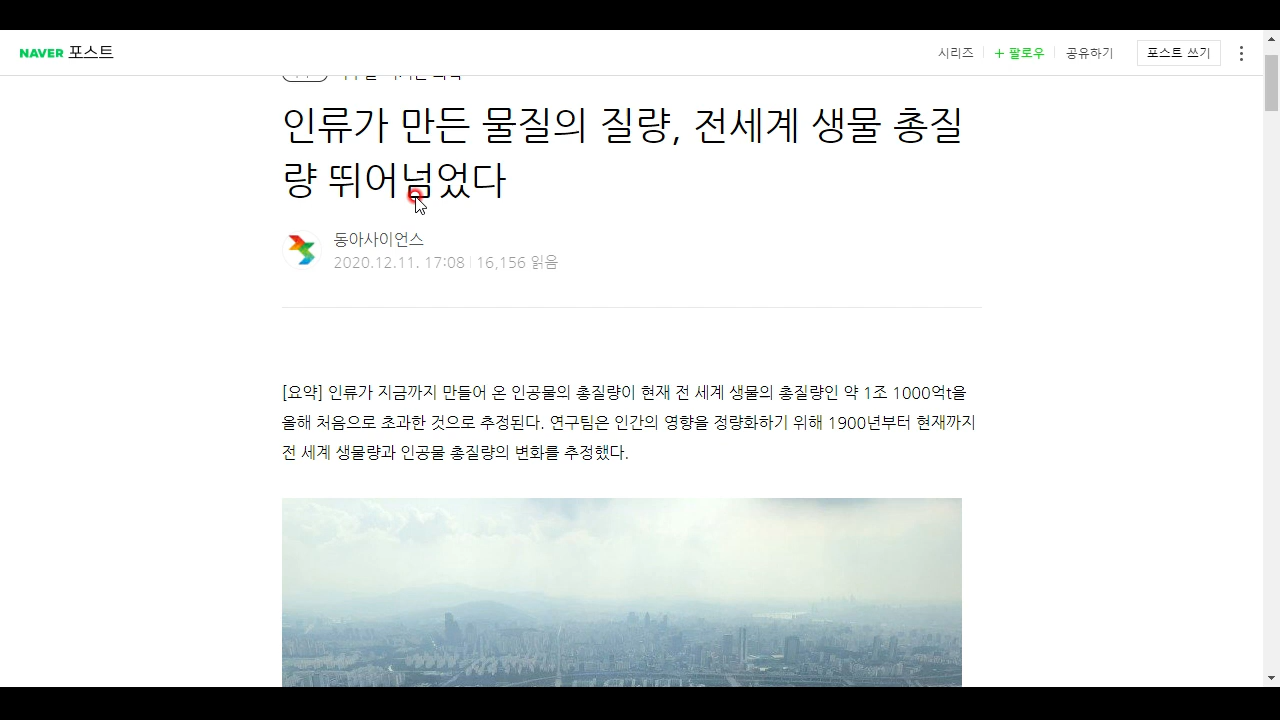 NAVER 포스트
시리즈
+ 팔로우
공유하기
포스트 쓰기
인류가 만든 물질의 질량, 전세계 생물 총질
량 뛰어넘었다
동아사이언스
2020.12.11. 17:08 | 16,156 읽음
[요약] 인류가 지금까지 만들어 온 인공물의 총질량이 현재 전 세계 생물의 총질량인 약 1조 1000억t을
올해 처음으로 초과한 것으로 추정된다. 연구팀은 인간의 영향을 정량화하기 위해 1900년부터 현재까지
전 세계 생물량과 인공물 총질량의 변화를 추정했다.